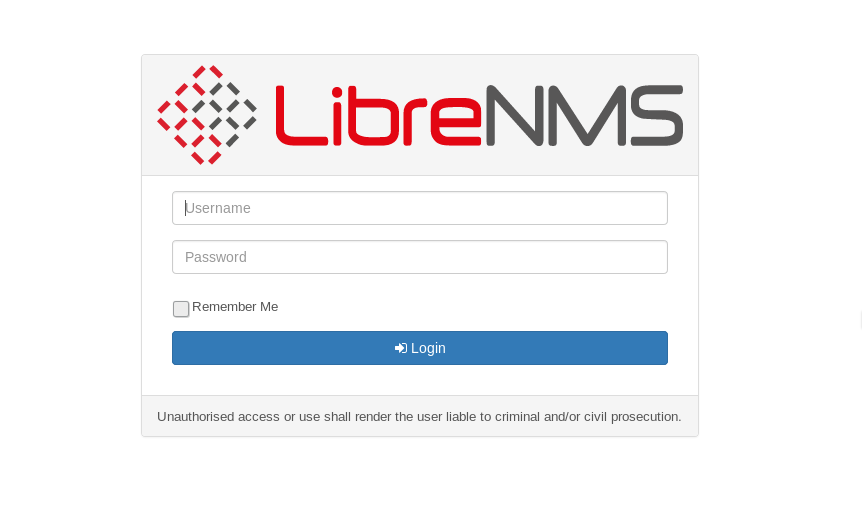 LibreNMS
Username
Password
Remember Me
Login
Unauthorised access or use shall render the user liable to criminal and/or civil prosecution.